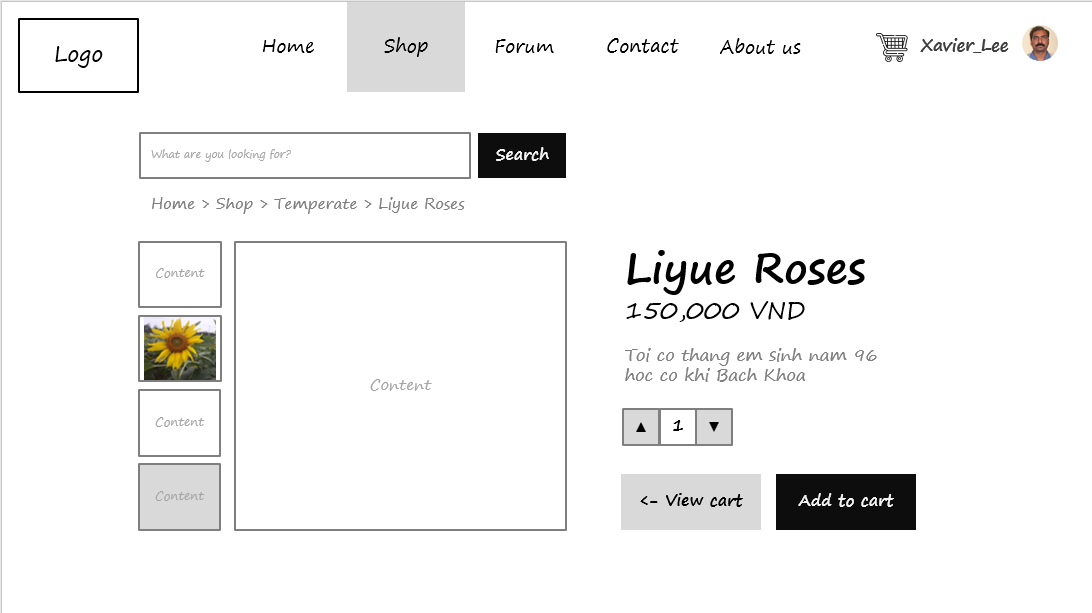 Logo
Home
Shop
Forum
Contact
About us
Xavier_Lee
What are you looking for?
Search
Home > Shop > Temperate > Liyue Roses
Content
Content
Content
Content
Liyue Roses
150,000 VND
Toi co thang em sinh nam 96
hoc co khi Bach Khoa
▲ 1 ▼
<- View cart
Add to cart